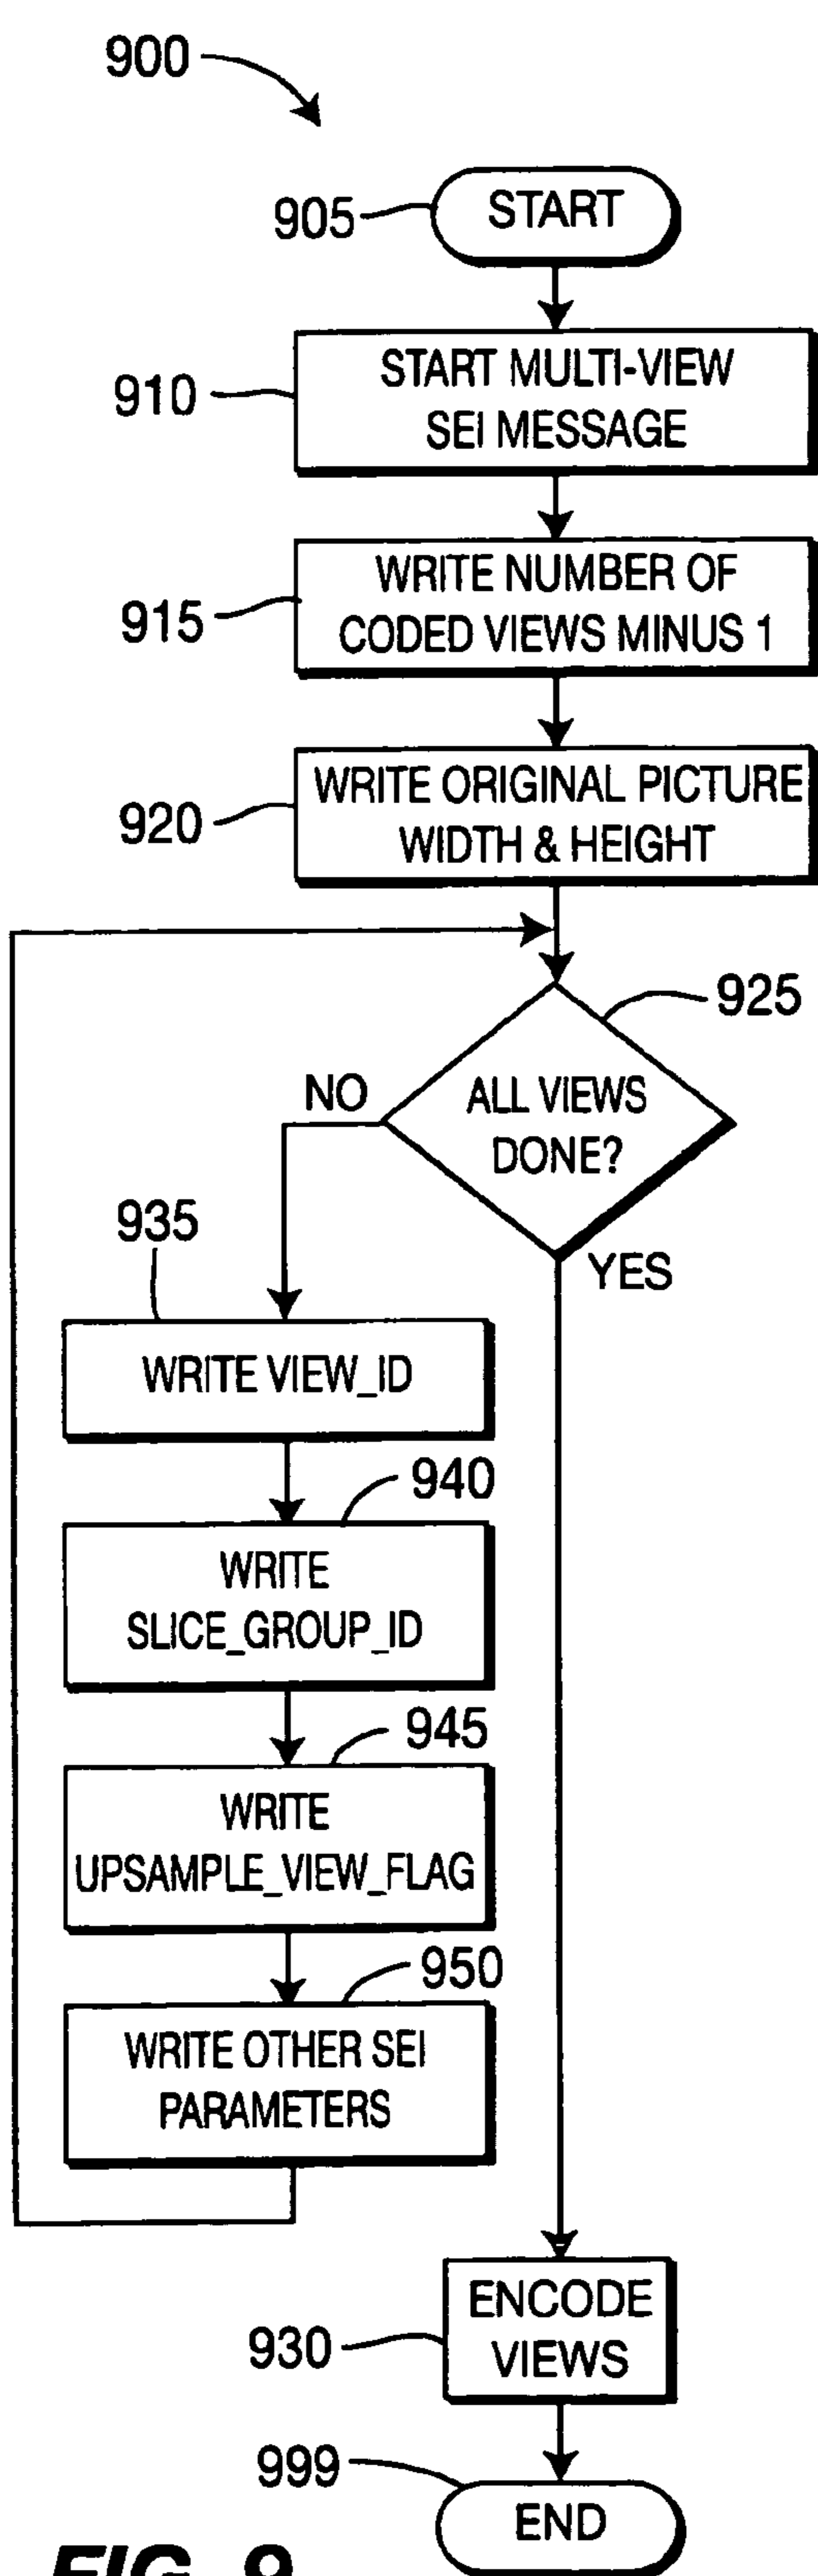 900
905
START
910
START MULTI-VIEW
SEI MESSAGE
915
WRITE NUMBER OF
CODED VIEWS MINUS 1
920
WRITE ORIGINAL PICTURE
WIDTH & HEIGHT
925
ALL VIEWS
DONE?
NO
YES
935
WRITE VIEW_ID
940
WRITE
SLICE_GROUP_ID
945
WRITE
UPSAMPLE_VIEW_FLAG
950
WRITE OTHER SEI
PARAMETERS
930
ENCODE
VIEWS
999
END
FIG. 9